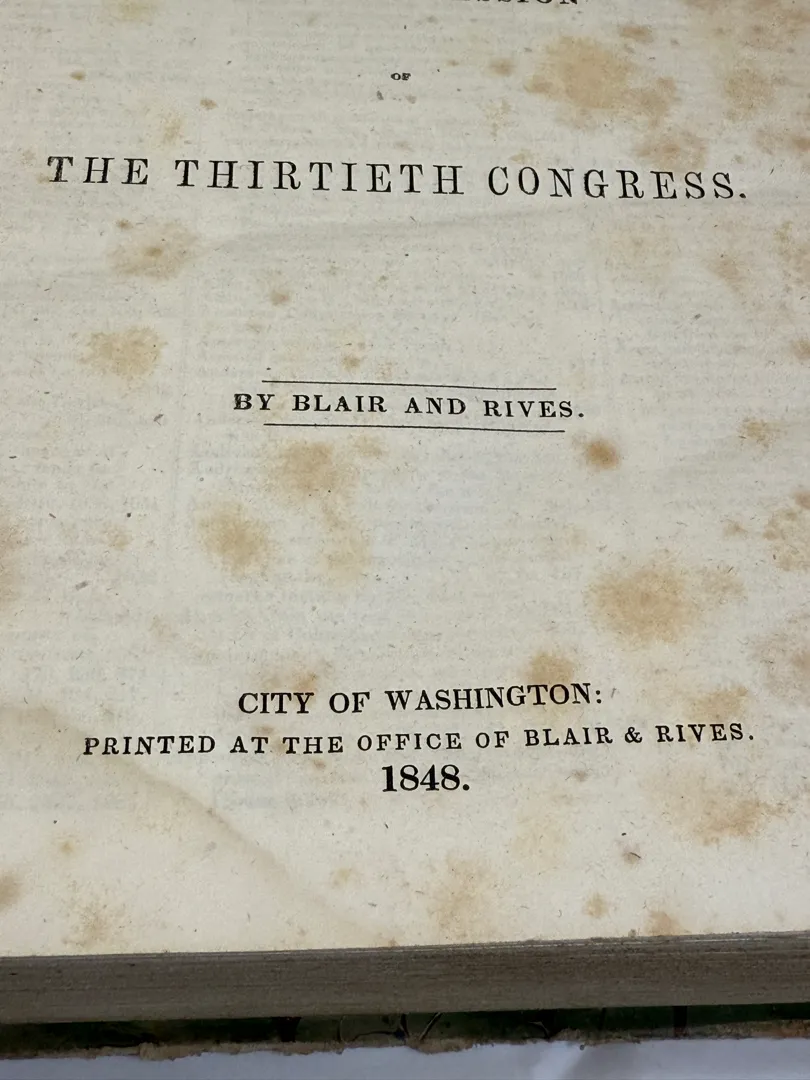 OF
THE THIRTIETH CONGRESS.
BY BLAIR AND RIVES.
CITY OF WASHINGTON:
PRINTED AT THE OFFICE OF BLAIR & RIVES.
1848.